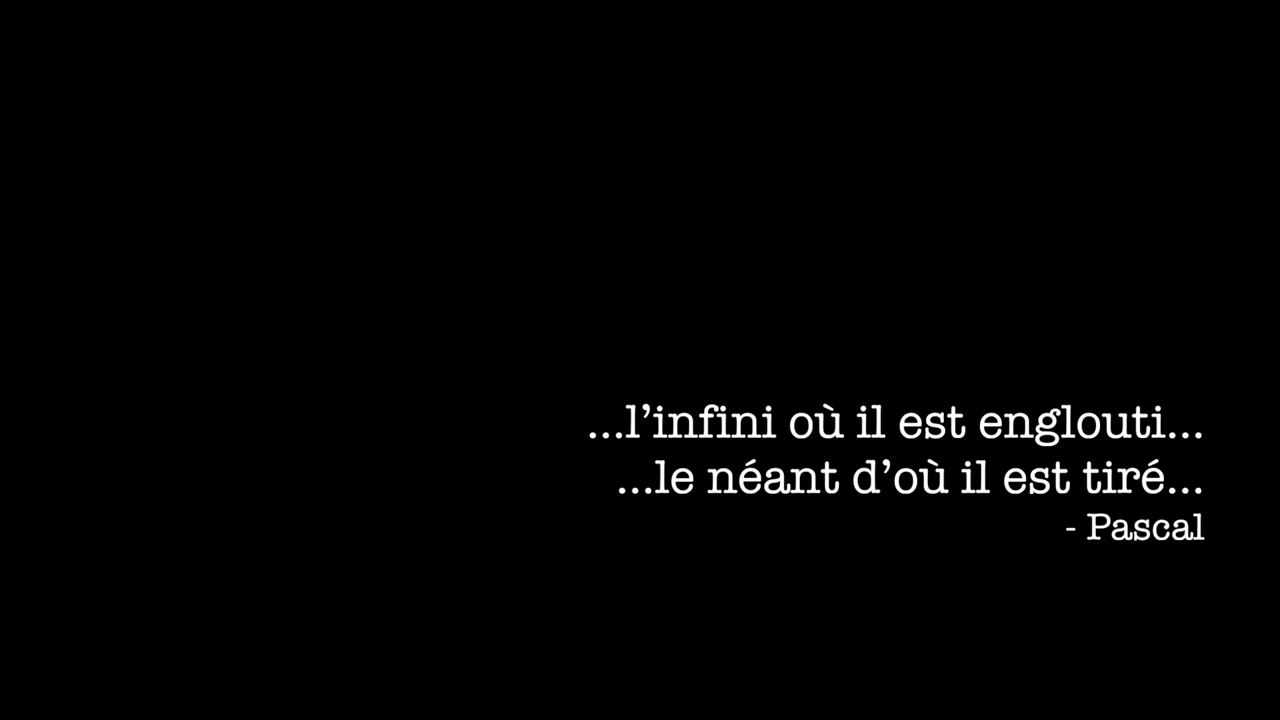 ...l’infini où il est englouti...
...le néant d’où il est tiré...
- Pascal